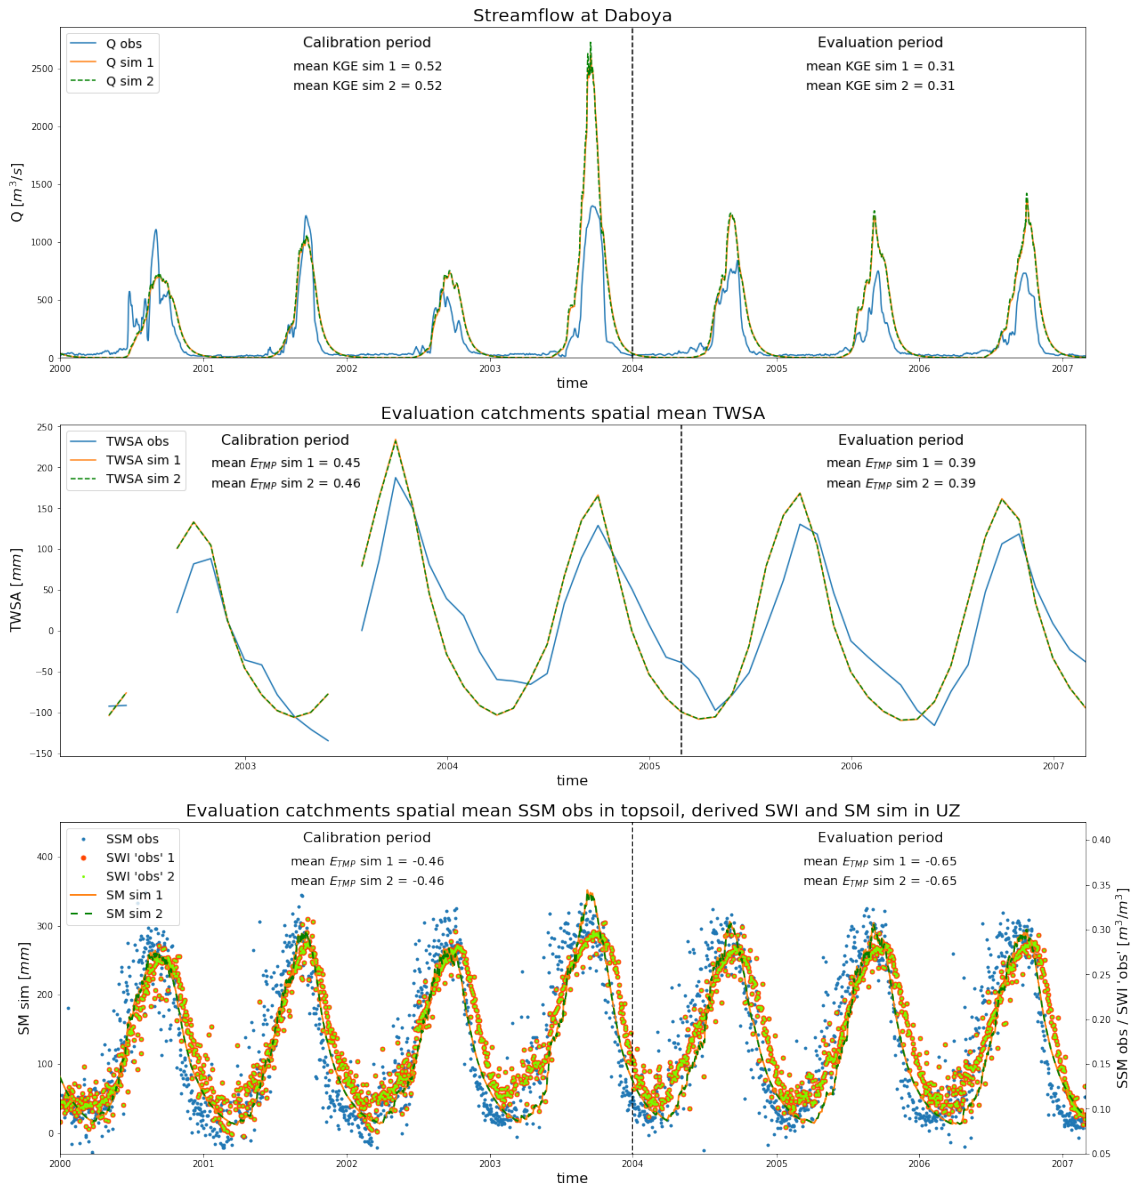 Streamflow at Daboya
Q obs
Q sim 1
Q sim 2
Calibration period
mean KGE sim 1 = 0.52
mean KGE sim 2 = 0.52
Evaluation period
mean KGE sim 1 = 0.31
mean KGE sim 2 = 0.31
Q [m³/s]
2500
2000
1500
1000
500
0
2000 2001 2002 2003 2004 2005 2006 2007
time
Evaluation catchments spatial mean TWSA
TWSA obs
TWSA sim 1
TWSA sim 2
Calibration period
mean E_TMP sim 1 = 0.45
mean E_TMP sim 2 = 0.46
Evaluation period
mean E_TMP sim 1 = 0.39
mean E_TMP sim 2 = 0.39
TWSA [mm]
250
200
150
100
50
0
−50
−100
−150
2003 2004 2005 2006 2007
time
Evaluation catchments spatial mean SSM obs in topsoil, derived SWI and SM sim in UZ
SSM obs
SWI 'obs' 1
SWI 'obs' 2
SM sim 1
SM sim 2
Calibration period
mean E_TMP sim 1 = -0.46
mean E_TMP sim 2 = -0.46
Evaluation period
mean E_TMP sim 1 = -0.65
mean E_TMP sim 2 = -0.65
SM sim [mm]
400
300
200
100
0
SSM obs / SWI 'obs' [m³/m³]
0.40
0.35
0.30
0.25
0.20
0.15
0.10
0.05
2000 2001 2002 2003 2004 2005 2006 2007
time